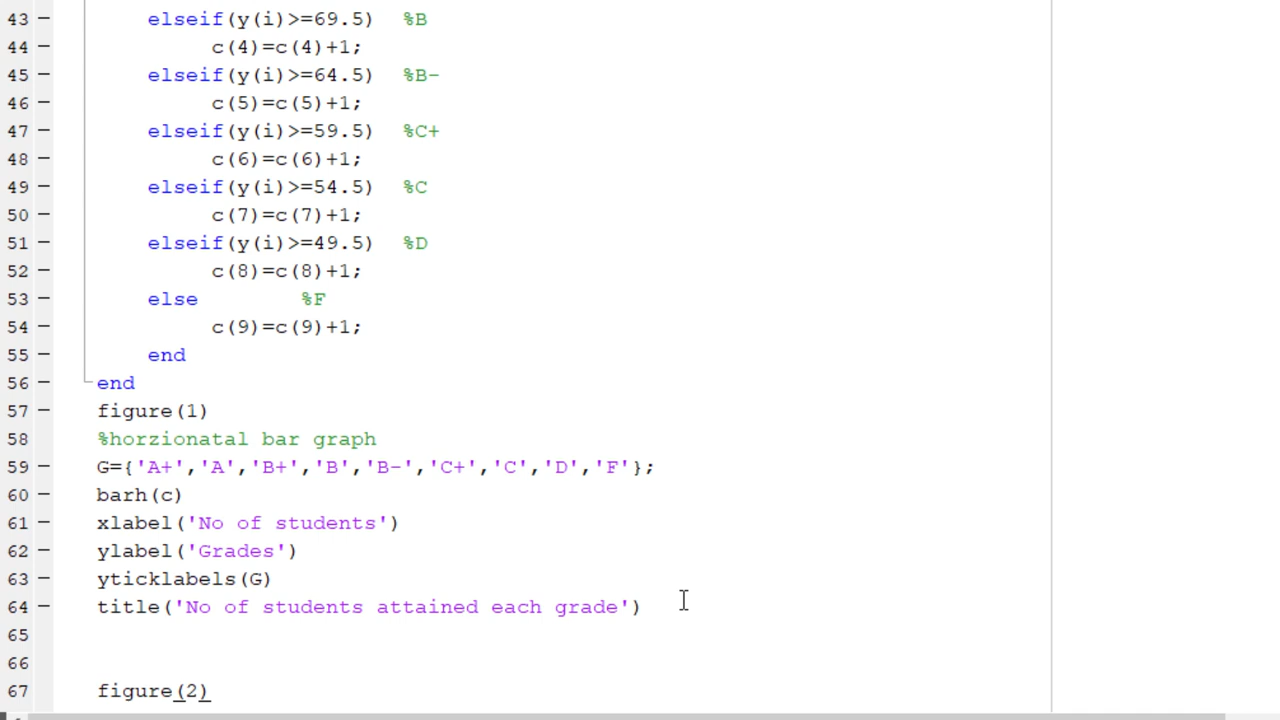 43 — elseif(y(i)>=69.5) %B
44 — c(4)=c(4)+1;
45 — elseif(y(i)>=64.5) %B-
46 — c(5)=c(5)+1;
47 — elseif(y(i)>=59.5) %C+
48 — c(6)=c(6)+1;
49 — elseif(y(i)>=54.5) %C
50 — c(7)=c(7)+1;
51 — elseif(y(i)>=49.5) %D
52 — c(8)=c(8)+1;
53 — else %F
54 — c(9)=c(9)+1;
55 — end
56 — end
57 — figure(1)
58 %horzionatal bar graph
59 — G={'A+','A','B+','B','B-','C+','C','D','F'};
60 — barh(c)
61 — xlabel('No of students')
62 — ylabel('Grades')
63 — yticklabels(G)
64 — title('No of students attained each grade')
65
66
67 figure(2)